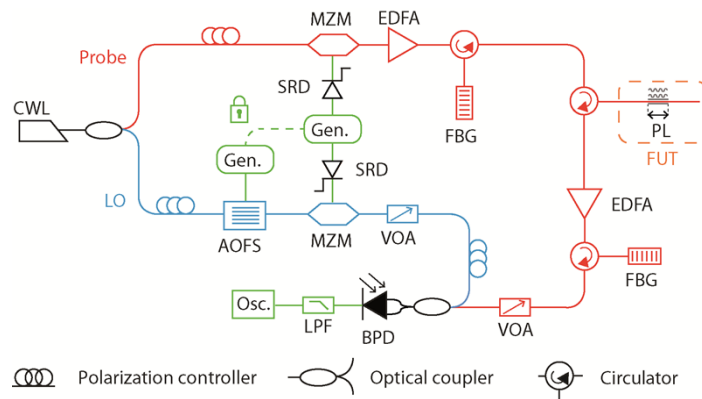 MZM
EDFA
Probe
SRD
CWL
Gen.
FBG
PL
FUT
Gen.
SRD
LO
EDFA
AOFS
MZM
VOA
FBG
Osc.
LPF
BPD
VOA
Polarization controller
Optical coupler
Circulator